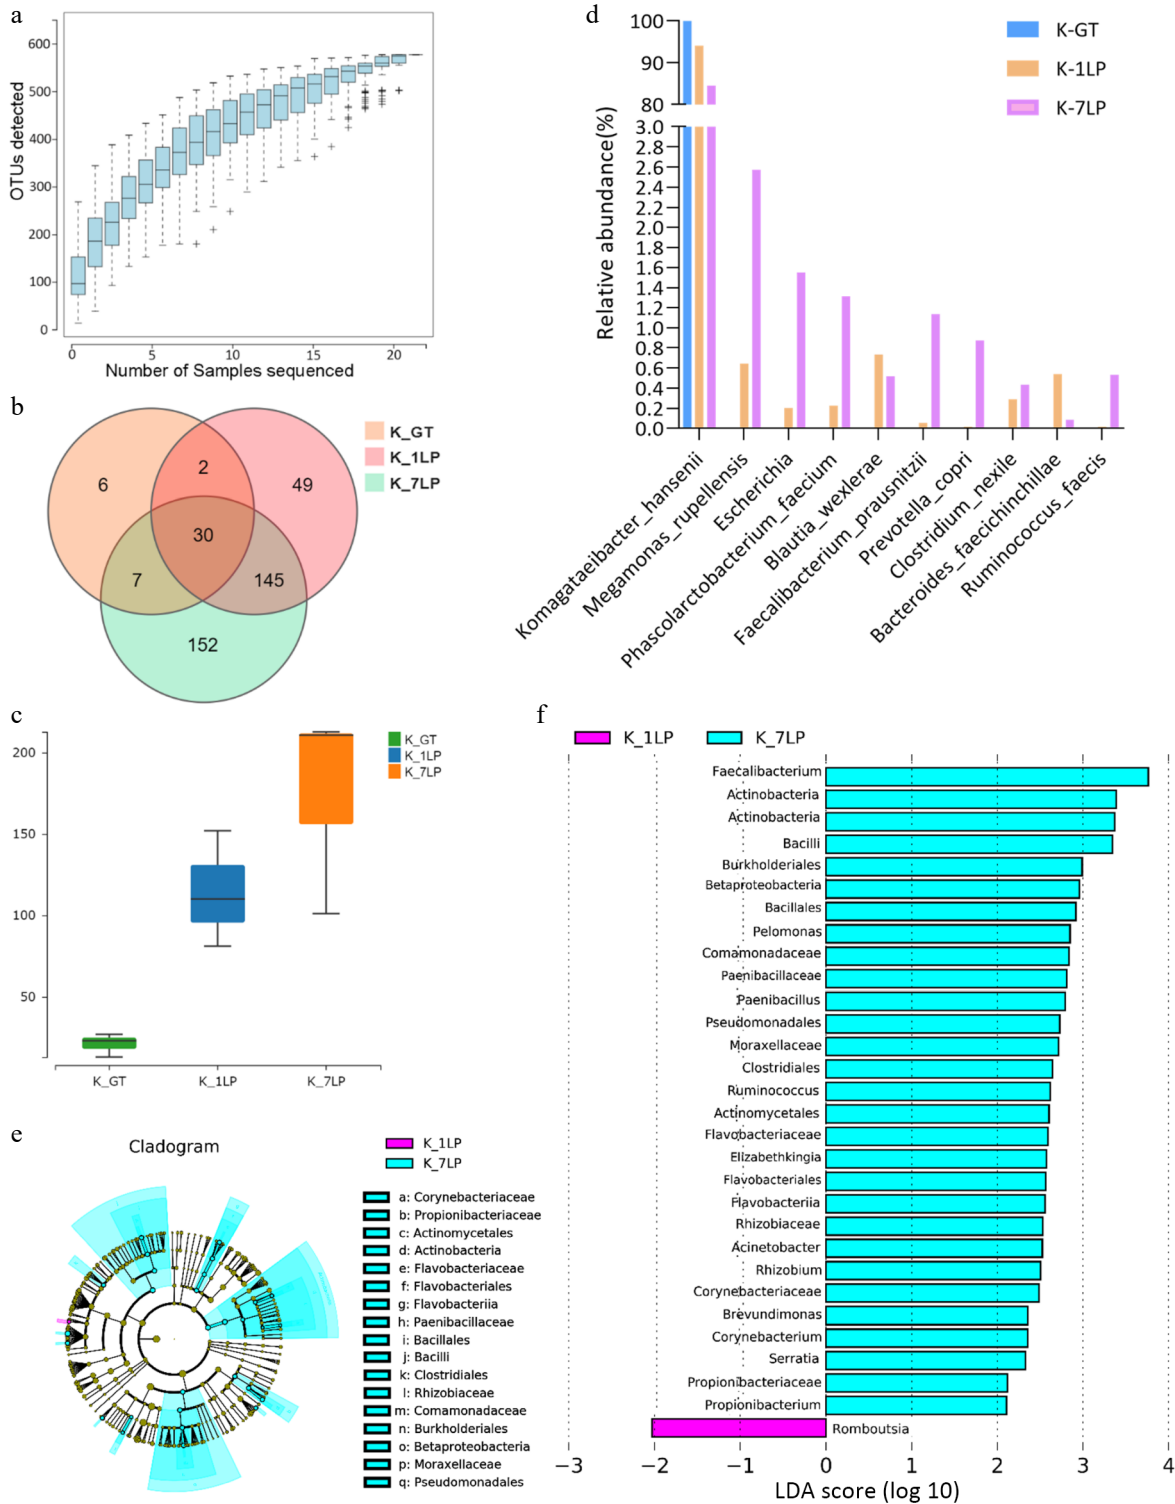 a
600
500
400
300
200
100
0
OTUs detected
0 5 10 15 20
Number of Samples sequenced
b
6
2
49
30
7
145
152
K_GT
K_1LP
K_7LP
c
200
150
100
50
K_GT K_1LP K_7LP
K_GT
K_1LP
K_7LP
d
100
90
80
3.0
2.8
2.6
2.4
2.2
2.0
1.8
1.6
1.4
1.2
1.0
0.8
0.6
0.4
0.2
0.0
Relative abundance(%)
K-GT
K-1LP
K-7LP
Komagataeibacter_hansenii
Megamonas_rupellensis
Escherichia
Phascolarctobacterium_faecium
Blautia_wexlerae
Faecalibacterium_prausnitzii
Prevotella_copri
Clostridium_nexile
Bacteroides_faecichinchillae
Ruminococcus_faecis
e
Cladogram
K_1LP
K_7LP
a: Corynebacteriaceae
b: Propionibacteriaceae
c: Actinomycetales
d: Actinobacteria
e: Flavobacteriaceae
f: Flavobacteriales
g: Flavobacteriia
h: Paenibacillaceae
i: Bacillales
j: Bacilli
k: Clostridiales
l: Rhizobiaceae
m: Comamonadaceae
n: Burkholderiales
o: Betaproteobacteria
p: Moraxellaceae
q: Pseudomonadales
f
K_1LP K_7LP
Faecalibacterium
Actinobacteria
Actinobacteria
Bacilli
Burkholderiales
Betaproteobacteria
Bacillales
Pelomonas
Comamonadaceae
Paenibacillaceae
Paenibacillus
Pseudomonadales
Moraxellaceae
Clostridiales
Ruminococcus
Actinomycetales
Flavobacteriaceae
Elizabethkingia
Flavobacteriales
Flavobacteriia
Rhizobiaceae
Acinetobacter
Rhizobium
Corynebacteriaceae
Brevundimonas
Corynebacterium
Serratia
Propionibacteriaceae
Propionibacterium
Romboutsia
−3 −2 −1 0 1 2 3 4
LDA score (log 10)